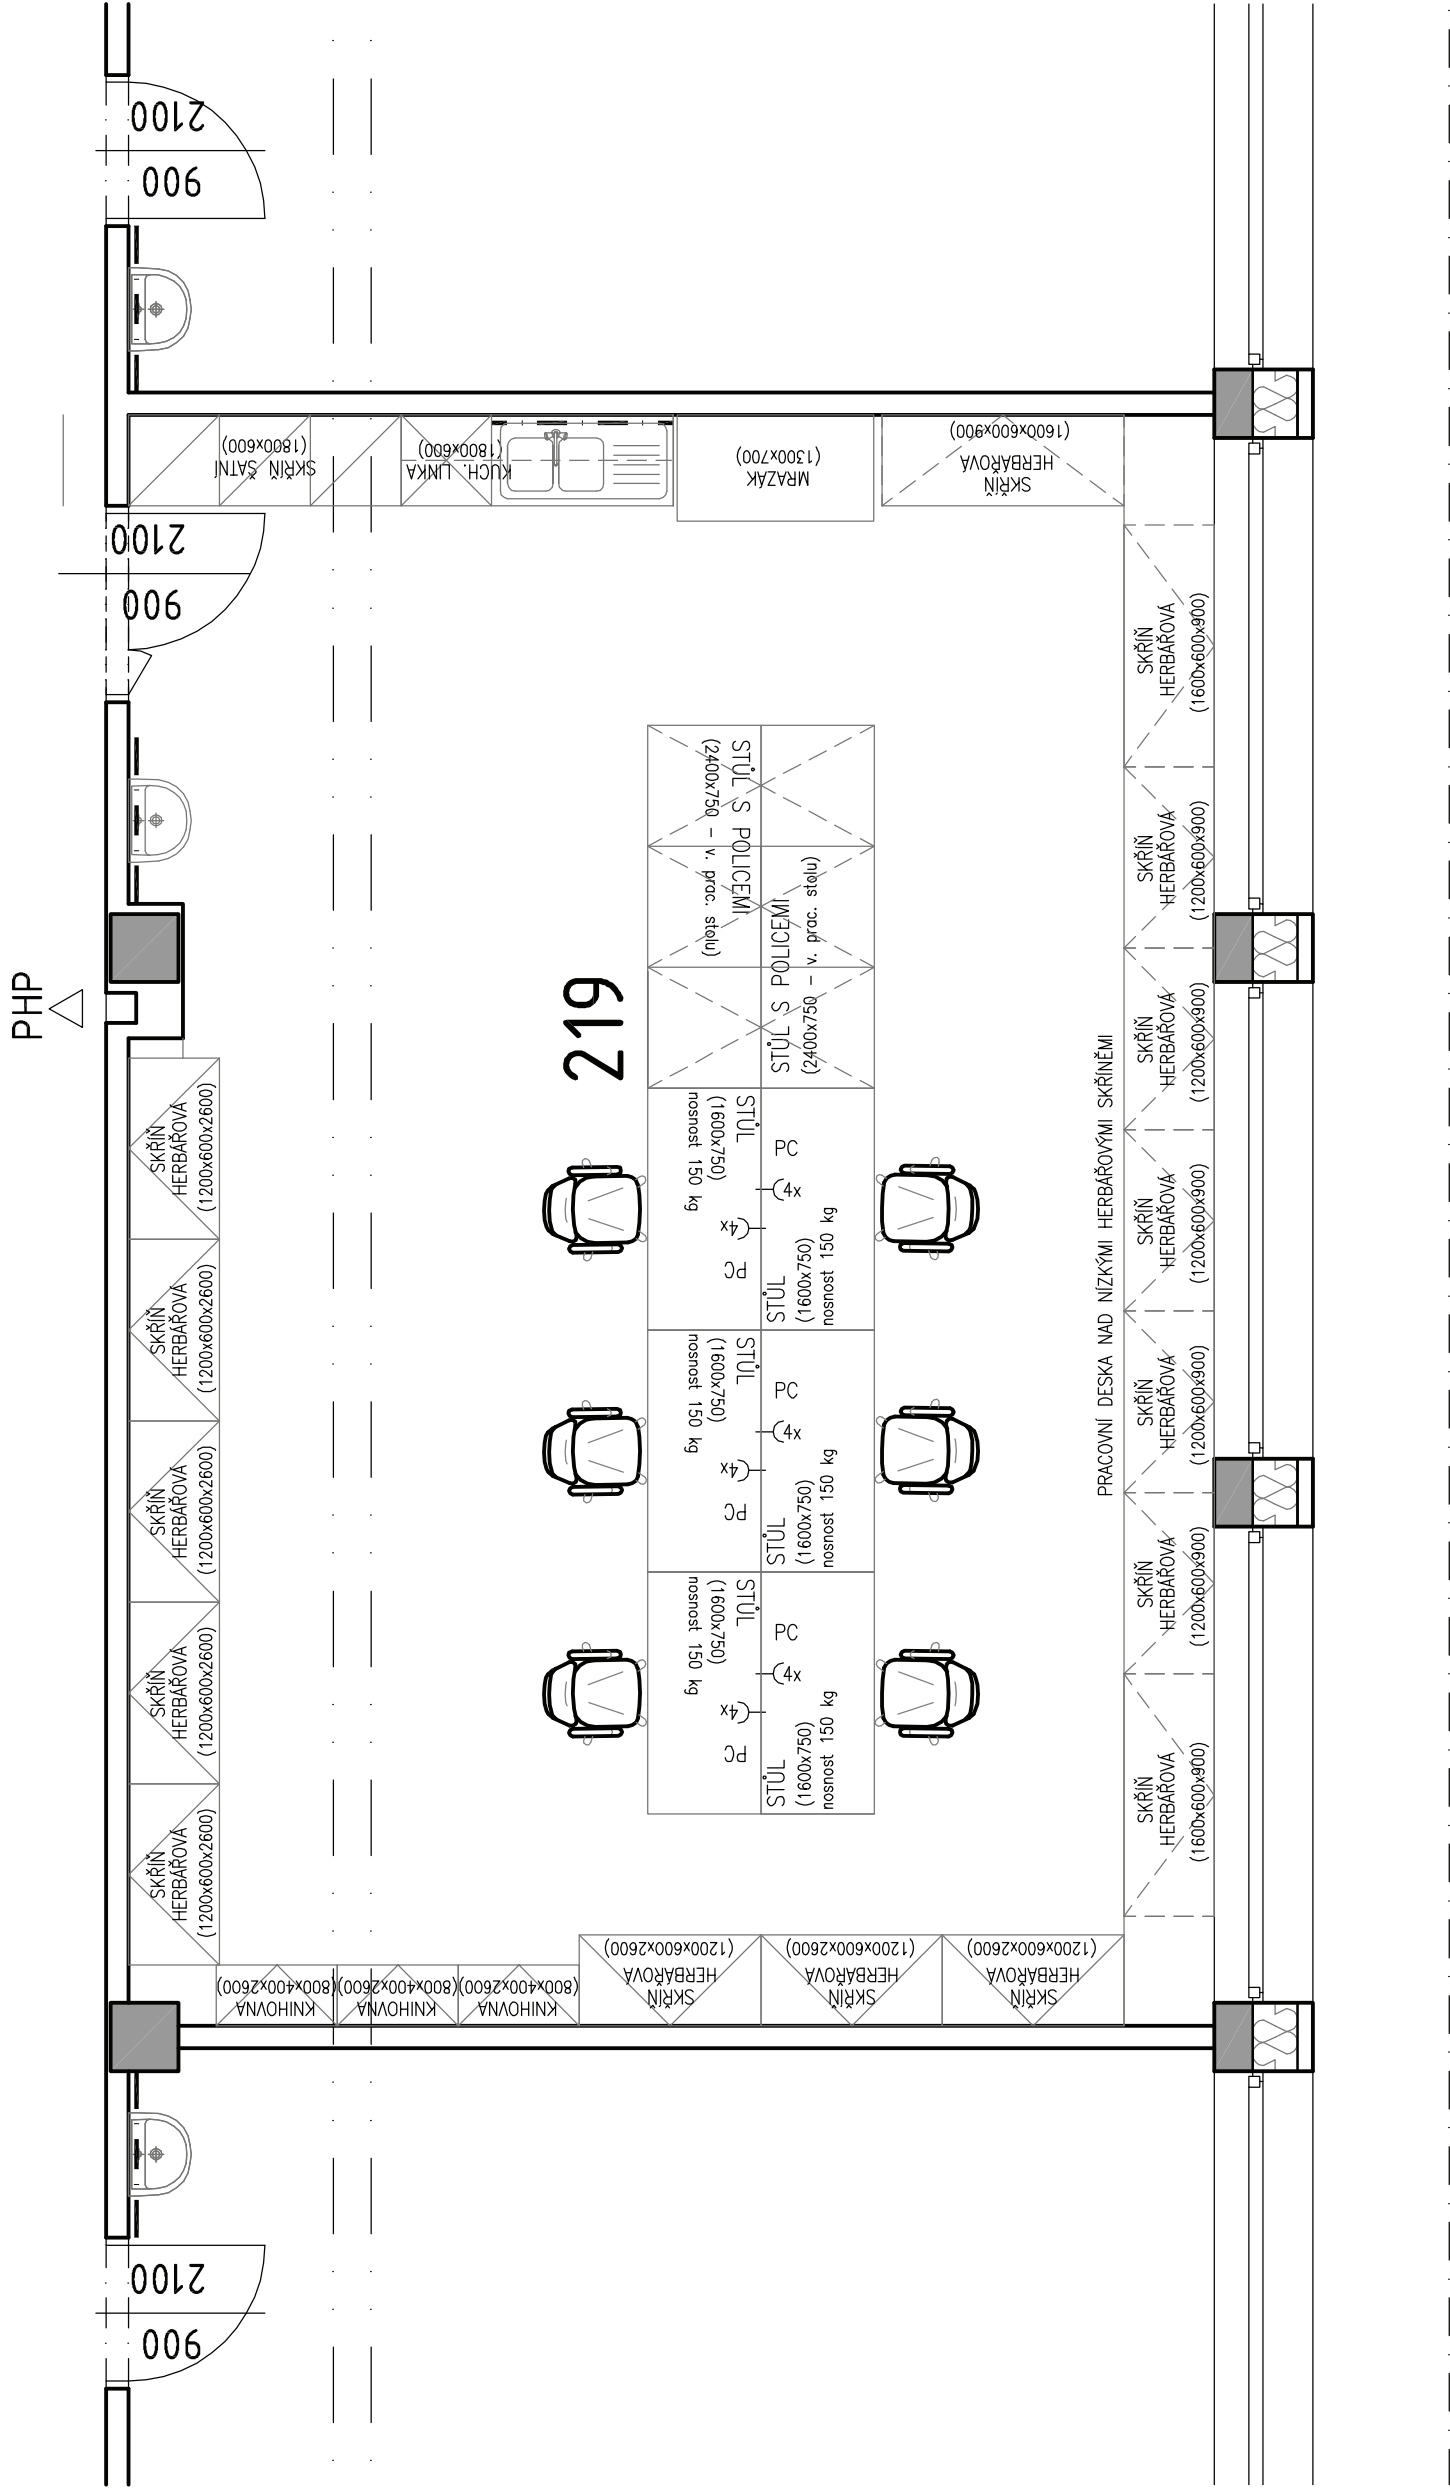 2100
900
SKŘÍŇ ŠATNÍ
(1800x600)
KUCH. LINKA
(1800x600)
MRAZÁK
(1300x700)
SKŘÍŇ
HERBÁŘOVÁ
(1600x600x900)
2100
900
PHP
219
STŮL S POLICEMI
(2400x750 – v. prac. stolu)
STŮL S POLICEMI
(2400x750 – v. prac. stolu)
SKŘÍŇ
HERBÁŘOVÁ
(1600x600x900)
SKŘÍŇ
HERBÁŘOVÁ
(1200x600x900)
SKŘÍŇ
HERBÁŘOVÁ
(1200x600x900)
SKŘÍŇ
HERBÁŘOVÁ
(1200x600x900)
SKŘÍŇ
HERBÁŘOVÁ
(1200x600x900)
SKŘÍŇ
HERBÁŘOVÁ
(1200x600x900)
SKŘÍŇ
HERBÁŘOVÁ
(1600x600x900)
PRACOVNÍ DESKA NAD NÍZKÝMI HERBÁŘOVÝMI SKŘÍNĚMI
SKŘÍŇ
HERBÁŘOVÁ
(1200x600x2600)
SKŘÍŇ
HERBÁŘOVÁ
(1200x600x2600)
SKŘÍŇ
HERBÁŘOVÁ
(1200x600x2600)
SKŘÍŇ
HERBÁŘOVÁ
(1200x600x2600)
SKŘÍŇ
HERBÁŘOVÁ
(1200x600x2600)
STŮL
(1600x750)
nosnost 150 kg
PC
4x
4x
PC
STŮL
(1600x750)
nosnost 150 kg
STŮL
(1600x750)
nosnost 150 kg
PC
4x
4x
PC
STŮL
(1600x750)
nosnost 150 kg
STŮL
(1600x750)
nosnost 150 kg
PC
4x
4x
PC
STŮL
(1600x750)
nosnost 150 kg
KNIHOVNA
(800x400x2600)
KNIHOVNA
(800x400x2600)
KNIHOVNA
(800x400x2600)
SKŘÍŇ
HERBÁŘOVÁ
(1200x600x2600)
SKŘÍŇ
HERBÁŘOVÁ
(1200x600x2600)
SKŘÍŇ
HERBÁŘOVÁ
(1200x600x2600)
2100
900